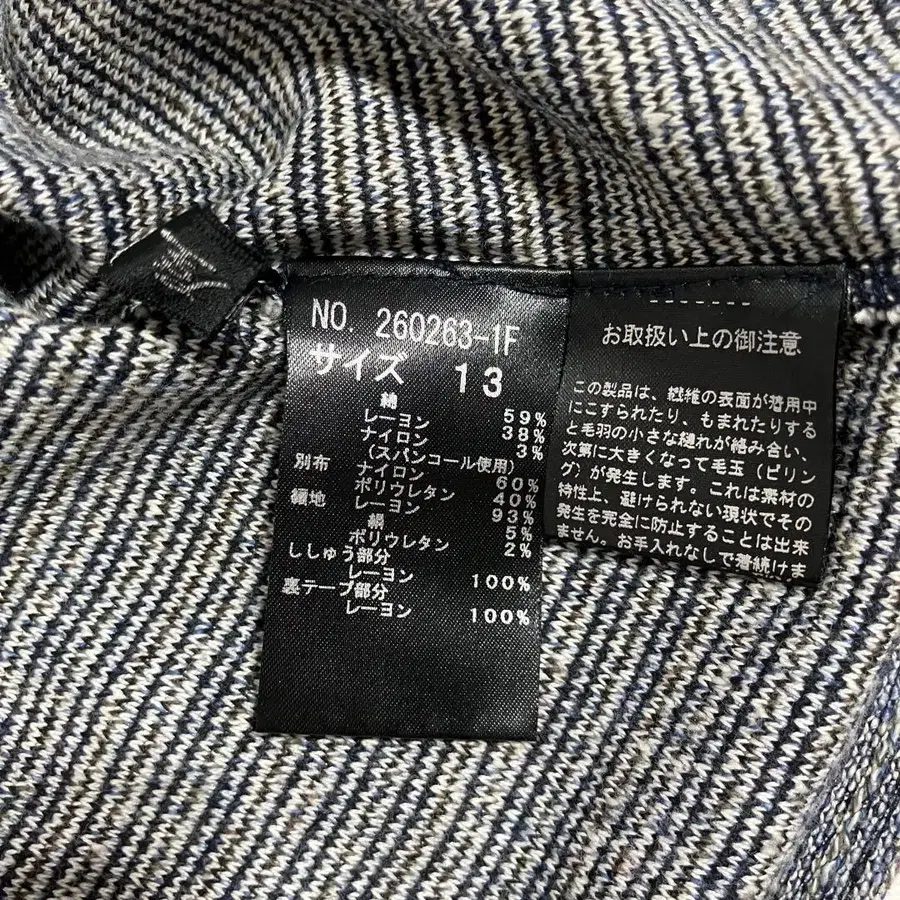 NO. 260263-1F
サイズ 13
綿
レーヨン 59%
ナイロン 38%
(スパンコール使用) 3%
別布
ナイロン 60%
ポリウレタン 40%
レーヨン 93%
絹 5%
ポリウレタン 2%
ししゅう部分
レーヨン 100%
裏テープ部分
レーヨン 100%
お取扱い上の御注意
この製品は、繊維の表面が着用中
にこすられたり、もまれたりする
と毛羽の小さな縺れが絡み合い、
次第に大きくなって毛玉（ピリン
グ）が発生します。これは素材の
特性上、避けられない現状でその
発生を完全に防止することは出来
ません。お手入れなしで着続けま